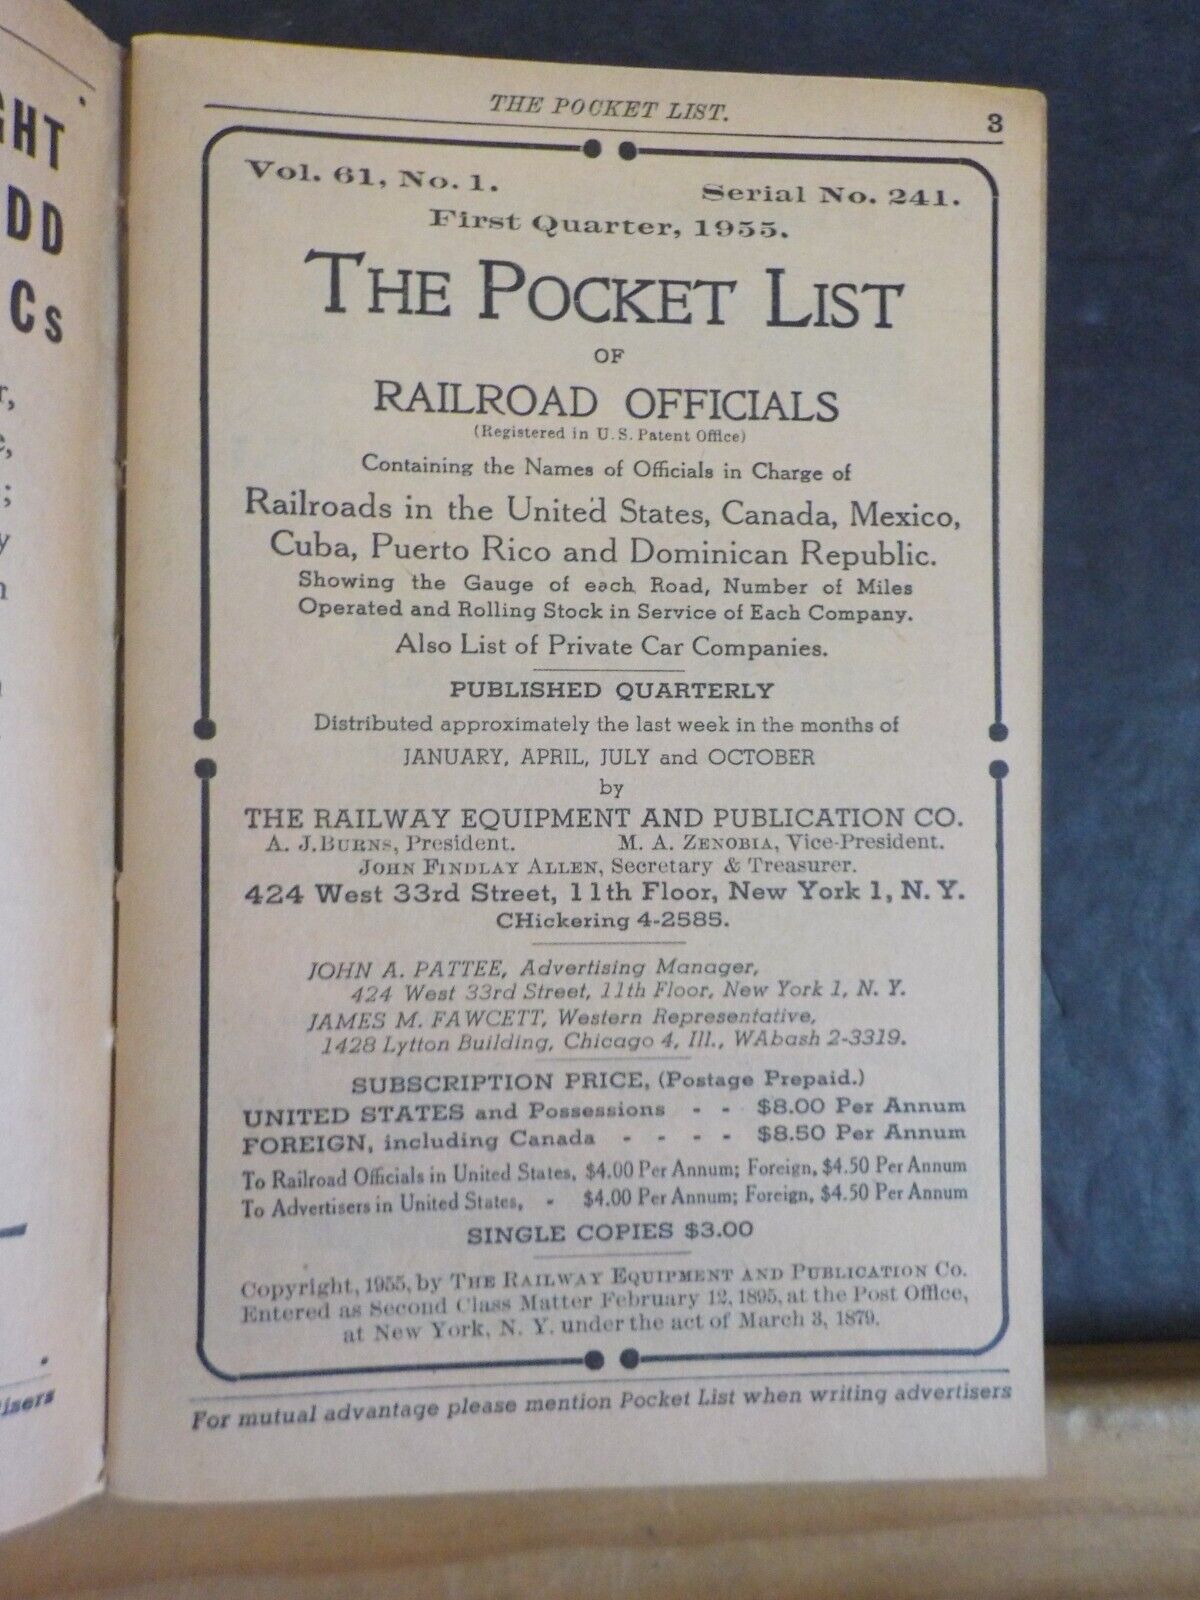 THE POCKET LIST.
3
Vol. 61, No. 1.
Serial No. 241.
First Quarter, 1955.
THE POCKET LIST
OF
RAILROAD OFFICIALS
(Registered in U.S. Patent Office)
Containing the Names of Officials in Charge of
Railroads in the United States, Canada, Mexico,
Cuba, Puerto Rico and Dominican Republic.
Showing the Gauge of each Road, Number of Miles
Operated and Rolling Stock in Service of Each Company.
Also List of Private Car Companies.
PUBLISHED QUARTERLY
Distributed approximately the last week in the months of
JANUARY, APRIL, JULY and OCTOBER
by
THE RAILWAY EQUIPMENT AND PUBLICATION CO.
A. J. BURNS, President. M. A. ZENOBIA, Vice-President.
JOHN FINDLAY ALLEN, Secretary & Treasurer.
424 West 33rd Street, 11th Floor, New York 1, N. Y.
CHickering 4-2585.
JOHN A. PATTEE, Advertising Manager,
424 West 33rd Street, 11th Floor, New York 1, N. Y.
JAMES M. FAWCETT, Western Representative,
1428 Lytton Building, Chicago 4, Ill., WAbash 2-3319.
SUBSCRIPTION PRICE, (Postage Prepaid.)
UNITED STATES and Possessions - - $8.00 Per Annum
FOREIGN, including Canada - - - - $8.50 Per Annum
To Railroad Officials in United States, $4.00 Per Annum; Foreign, $4.50 Per Annum
To Advertisers in United States, - $4.00 Per Annum; Foreign, $4.50 Per Annum
SINGLE COPIES $3.00
Copyright, 1955, by THE RAILWAY EQUIPMENT AND PUBLICATION CO.
Entered as Second Class Matter February 12, 1895, at the Post Office,
at New York, N. Y. under the act of March 3, 1879.
For mutual advantage please mention Pocket List when writing advertisers